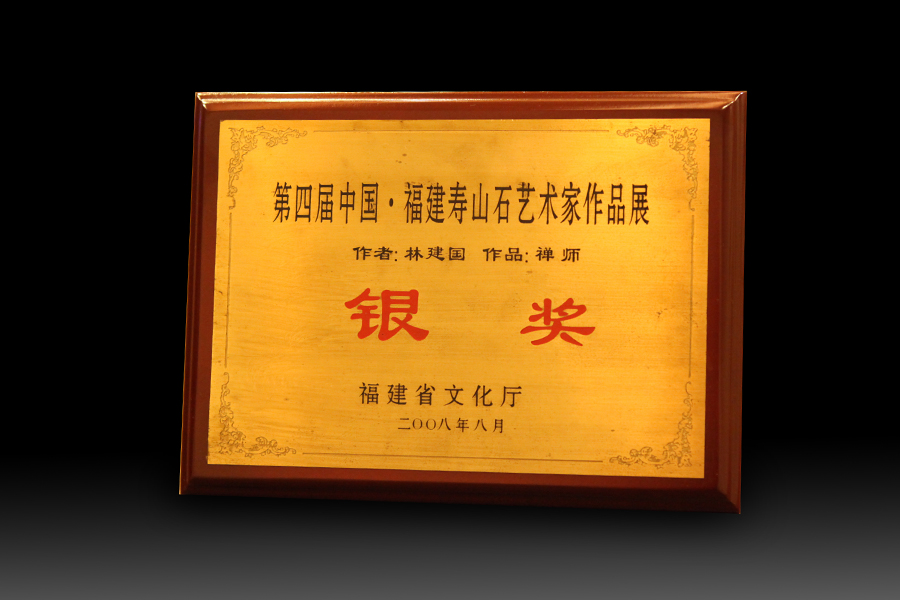 第四届中国·福建寿山石艺术家作品展
作者:林建国 作品:禅师
银 奖
福建省文化厅
二〇〇八年八月